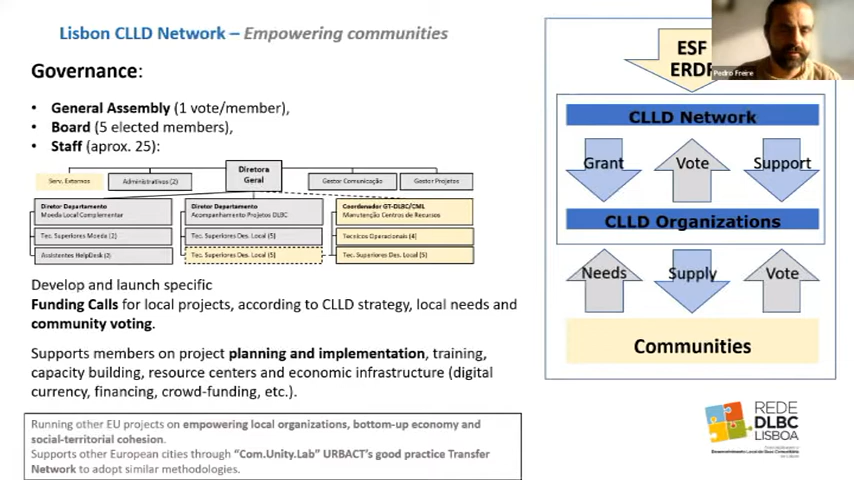 Lisbon CLLD Network – Empowering communities
Governance:
• General Assembly (1 vote/member),
• Board (5 elected members),
• Staff (aprox. 25):
Diretora
Geral
Serv. Externos
Administrativos (2)
Gestor Comunicação
Gestor Projetos
Diretor Departamento
Moeda Local Complementar
Diretor Departamento
Acompanhamento Projetos DLBC
Coordenador GT-DLBC/CML
Manutenção Centros de Recursos
Tec. Superiores Moeda (2)
Tec. Superiores Des. Local (5)
Tecnicos Operacionais (4)
Assistentes HelpDesk (2)
Tec. Superiores Des. Local (5)
Tec. Superiores Des. Local (5)
Develop and launch specific
Funding Calls for local projects, according to CLLD strategy, local needs and
community voting.
Supports members on project planning and implementation, training,
capacity building, resource centers and economic infrastructure (digital
currency, financing, crowd-funding, etc.).
Running other EU projects on empowering local organizations, bottom-up economy and
social-territorial cohesion.
Supports other European cities through “Com.Unity.Lab” URBACT’s good practice Transfer
Network to adopt similar methodologies.
ESF
ERDF
Pedro Freire
CLLD Network
Grant
Vote
Support
CLLD Organizations
Needs
Supply
Vote
Communities
REDE
DLBC
LISBOA